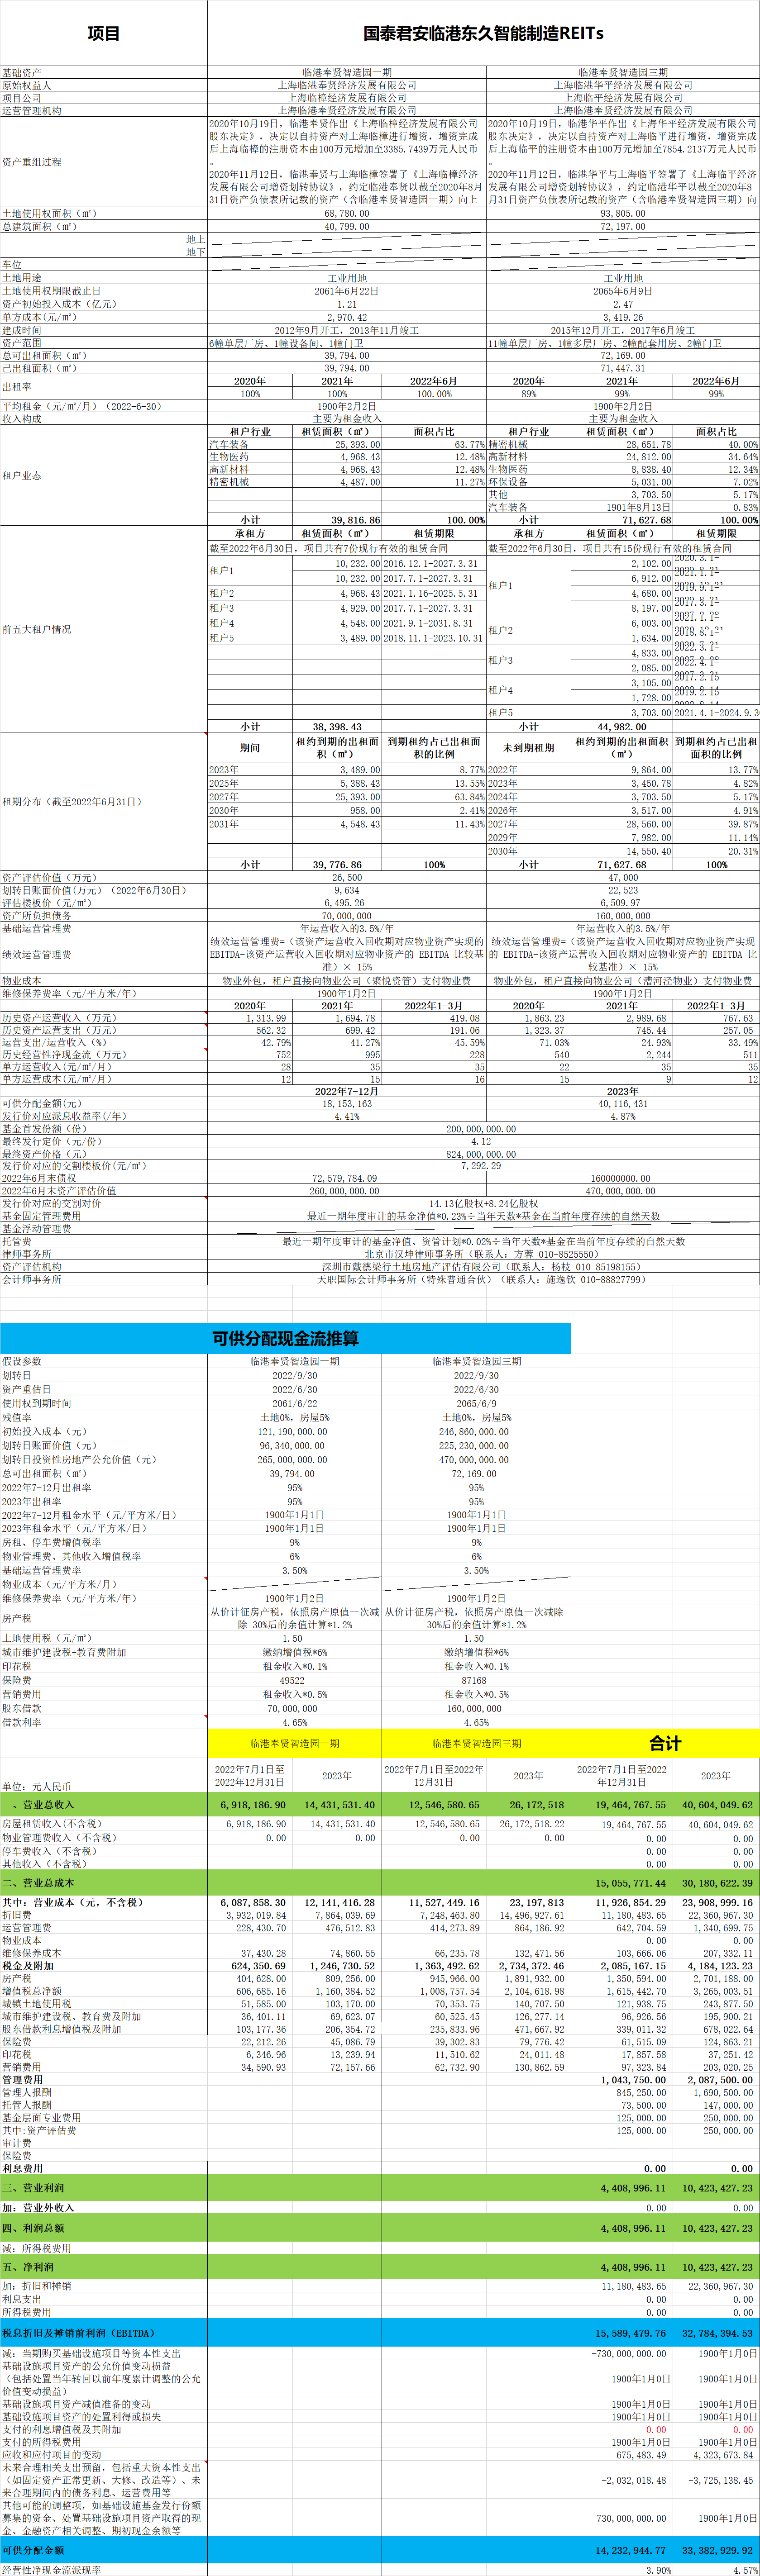 项目 国泰君安临港东久智能制造REITs
基础资产 临港奉贤智造园一期 临港奉贤智造园三期
原始权益人 上海临港奉贤经济发展有限公司 上海临港华平经济发展有限公司
项目公司 上海临樟经济发展有限公司 上海临平经济发展有限公司
运营管理机构 上海临港奉贤经济发展有限公司 上海临港奉贤经济发展有限公司
资产重组过程
2020年10月19日，临港奉贤作出《上海临樟经济发展有限公司
股东决定》，决定以自持资产对上海临樟进行增资，增资完成
后上海临樟的注册资本由100万元增加至3385.7439万元人民币
。
2020年11月12日，临港奉贤与上海临樟签署了《上海临樟经济
发展有限公司增资划转协议》，约定临港奉贤以截至2020年8月
31日资产负债表所记载的资产（含临港奉贤智造园一期）向上
2020年10月19日，临港华平作出《上海华平经济发展有限公司
股东决定》，决定以自持资产对上海临平进行增资，增资完成
后上海临平的注册资本由100万元增加至7854.2137万元人民币
。
2020年11月12日，临港华平与上海临平签署了《上海临平经济
发展有限公司增资划转协议》，约定临港华平以截至2020年8
月31日资产负债表所记载的资产（含临港奉贤智造园三期）向
土地使用权面积（㎡） 68,780.00 93,805.00
总建筑面积（㎡） 40,799.00 72,197.00
地上
地下
车位
土地用途 工业用地 工业用地
土地使用权期限截止日 2061年6月22日 2065年6月9日
资产初始投入成本（亿元） 1.21 2.47
单方成本(元/㎡） 2,970.42 3,419.26
建成时间 2012年9月开工，2013年11月竣工 2015年12月开工，2017年6月竣工
资产范围 6幢单层厂房、1幢设备间、1幢门卫 11幢单层厂房、1幢多层厂房、2幢配套用房、2幢门卫
总可出租面积（㎡） 39,794.00 72,169.00
已出租面积（㎡） 39,794.00 71,447.31
出租率 2020年 2021年 2022年6月 2020年 2021年 2022年6月
100% 100% 100.00% 89% 99% 99%
平均租金（元/㎡/月）（2022-6-30） 1900年2月2日 1900年2月2日
收入构成 主要为租金收入 主要为租金收入
租户业态 租户行业 租赁面积（㎡） 面积占比 租户行业 租赁面积（㎡） 面积占比
汽车装备 25,393.00 63.77% 精密机械 28,651.78 40.00%
生物医药 4,968.43 12.48% 高新材料 24,812.00 34.64%
高新材料 4,968.43 12.48% 生物医药 8,838.40 12.34%
精密机械 4,487.00 11.27% 环保设备 5,031.00 7.02%
其他 3,703.50 5.17%
汽车装备 1901年8月13日 0.83%
小计 39,816.86 100.00% 小计 71,627.68 100.00%
前五大租户情况 承租方 租赁面积（㎡） 租赁期限 承租方 租赁面积（㎡） 租赁期限
截至2022年6月30日，项目共有7份现行有效的租赁合同 截至2022年6月30日，项目共有15份现行有效的租赁合同
租户1 10,232.00 2016.12.1-2027.3.31 租户1 2,102.00
10,232.00 2017.7.1-2027.3.31 6,912.00
租户2 4,968.43 2021.1.16-2025.5.31 4,680.00
租户3 4,929.00 2017.7.1-2027.3.31 8,197.00
租户4 4,548.00 2021.9.1-2031.8.31 租户2 6,003.00
租户5 3,489.00 2018.11.1-2023.10.31 1,634.00
租户3 4,833.00
2,085.00
租户4 3,105.00
1,728.00
租户5 3,703.00 2021.4.1-2024.9.3
小计 38,398.43 小计 44,982.00
租期分布（截至2022年6月31日） 期间 租约到期的出租面积（㎡） 到期租约占已出租面积的比例 未到期租期 租约到期的出租面积（㎡） 到期租约占已出租面积的比例
2023年 3,489.00 8.77% 2022年 9,864.00 13.77%
2025年 5,388.43 13.55% 2023年 3,450.78 4.82%
2027年 25,393.00 63.84% 2024年 3,703.50 5.17%
2030年 958.00 2.41% 2026年 3,517.00 4.91%
2031年 4,548.43 11.43% 2027年 28,560.00 39.87%
2029年 7,982.00 11.14%
2030年 14,550.40 20.31%
小计 39,776.86 100% 小计 71,627.68 100%
资产评估价值（万元） 26,500 47,000
划转日账面价值(万元）（2022年6月30日） 9,634 22,523
评估楼板价（元/㎡） 6,495.26 6,509.97
资产所负担债务 70,000,000 160,000,000
基础运营管理费 年运营收入的3.5%/年 年运营收入的3.5%/年
绩效运营管理费
绩效运营管理费=（该资产运营收入回收期对应物业资产实现的
EBITDA-该资产运营收入回收期对应物业资产的 EBITDA 比较基
准）× 15%
绩效运营管理费=（该资产运营收入回收期对应物业资产实现
的 EBITDA-该资产运营收入回收期对应物业资产的 EBITDA 比
较基准）× 15%
物业成本 物业外包，租户直接向物业公司（聚悦资管）支付物业费 物业外包，租户直接向物业公司（漕河泾物业）支付物业费
维修保养费率（元/平方米/年） 1900年1月2日 1900年1月2日
2020年 2021年 2022年1-3月 2020年 2021年 2022年1-3月
历史资产运营收入（万元） 1,313.99 1,694.78 419.08 1,863.23 2,989.68 767.63
历史资产运营支出（万元） 562.32 699.42 191.06 1,323.37 745.44 257.05
运营支出/运营收入（%） 42.79% 41.27% 45.59% 71.03% 24.93% 33.49%
历史经营性净现金流（万元） 752 995 228 540 2,244 511
单方运营收入(元/㎡/月） 28 35 35 22 35 35
单方运营成本(元/㎡/月） 12 15 16 15 9 12
2022年7-12月 2023年
可供分配金额(元） 18,153,163 40,116,431
发行价对应派息收益率(/年） 4.41% 4.87%
基金首发份额（份） 200,000,000.00
最终发行定价（元/份） 4.12
最终资产价格（元） 824,000,000.00
发行价对应的交割楼板价(元/㎡） 7,292.29
2022年6月末债权 72,579,784.09 160000000.00
2022年6月末资产评估价值 260,000,000.00 470,000,000.00
发行价对应的交割对价 14.13亿股权+8.24亿股权
基金固定管理费用 最近一期年度审计的基金净值*0.23%÷当年天数*基金在当前年度存续的自然天数
基金浮动管理费
托管费 最近一期年度审计的基金净值、资管计划*0.02%÷当年天数*基金在当前年度存续的自然天数
律师事务所 北京市汉坤律师事务所（联系人：方蓉 010-8525550）
资产评估机构 深圳市戴德梁行土地房地产评估有限公司（联系人：杨枝 010-85198155）
会计师事务所 天职国际会计师事务所（特殊普通合伙）（联系人：施逸钦 010-88827799）
可供分配现金流推算
假设参数 临港奉贤智造园一期 临港奉贤智造园三期
划转日 2022/9/30 2022/9/30
资产重估日 2022/6/30 2022/6/30
使用权到期时间 2061/6/22 2065/6/9
残值率 土地0%，房屋5% 土地0%，房屋5%
初始投入成本（元） 121,190,000.00 246,860,000.00
划转日账面价值（元） 96,340,000.00 225,230,000.00
划转日投资性房地产公允价值（元） 265,000,000.00 470,000,000.00
总可出租面积（㎡） 39,794.00 72,169.00
2022年7-12月出租率 95% 95%
2023年出租率 95% 95%
2022年7-12月租金水平（元/平方米/日） 1900年1月1日 1900年1月1日
2023年租金水平（元/平方米/日） 1900年1月1日 1900年1月1日
房租、停车费增值税率 9% 9%
物业管理费、其他收入增值税率 6% 6%
基础运营管理费率 3.50% 3.50%
物业成本（元/平方米/月）
维修保养费率（元/平方米/年） 1900年1月2日 1900年1月2日
房产税
从价计征房产税，依照房产原值一次减
除 30%后的余值计算*1.2%
从价计征房产税，依照房产原值一次减除
30%后的余值计算*1.2%
土地使用税（元/㎡） 1.50 1.50
城市维护建设税+教育费附加 缴纳增值税*6% 缴纳增值税*6%
印花税 租金收入*0.1% 租金收入*0.1%
保险费 49522 87168
营销费用 租金收入*0.5% 租金收入*0.5%
股东借款 70,000,000 160,000,000
借款利率 4.65% 4.65%
临港奉贤智造园一期 临港奉贤智造园三期 合计
单位：元人民币 2022年7月1日至2022年12月31日 2023年 2022年7月1日至2022年12月31日 2023年 2022年7月1日至2022年12月31日 2023年
一、营业总收入 6,918,186.90 14,431,531.40 12,546,580.65 26,172,518 19,464,767.55 40,604,049.62
房屋租赁收入(不含税） 6,918,186.90 14,431,531.40 12,546,580.65 26,172,518.22 19,464,767.55 40,604,049.62
物业管理费收入（不含税） 0.00 0.00 0.00 0.00 0.00 0.00
停车费收入（不含税） 0.00 0.00
其他收入（不含税） 0.00 0.00
二、营业总成本 15,055,771.44 30,180,622.39
其中：营业成本（元，不含税） 6,087,858.30 12,141,416.28 11,527,449.16 23,197,813 11,926,854.29 23,908,999.16
折旧费 3,932,019.84 7,864,039.69 7,248,463.80 14,496,927.61 11,180,483.65 22,360,967.30
运营管理费 228,430.70 476,512.83 414,273.89 864,186.92 642,704.59 1,340,699.75
物业成本 0.00 0.00
维修保养成本 37,430.28 74,860.55 66,235.78 132,471.56 103,666.06 207,332.11
税金及附加 624,350.69 1,246,730.52 1,363,492.62 2,734,372.46 2,085,167.15 4,184,123.23
房产税 404,628.00 809,256.00 945,966.00 1,891,932.00 1,350,594.00 2,701,188.00
增值税总净额 606,685.16 1,160,384.52 1,008,757.54 2,104,618.98 1,615,442.70 3,265,003.51
城镇土地使用税 51,585.00 103,170.00 70,353.75 140,707.50 121,938.75 243,877.50
城市维护建设税、教育费及附加 36,401.11 69,623.07 60,525.45 126,277.14 96,926.56 195,900.21
股东借款利息增值税及附加 103,177.36 206,354.72 235,833.96 471,667.92 339,011.32 678,022.64
保险费 22,212.26 45,086.79 39,302.83 79,776.42 61,515.09 124,863.21
印花税 6,346.96 13,239.94 11,510.62 24,011.48 17,857.58 37,251.42
营销费用 34,590.93 72,157.66 62,732.90 130,862.59 97,323.84 203,020.25
管理费用 1,043,750.00 2,087,500.00
管理人报酬 845,250.00 1,690,500.00
托管人报酬 73,500.00 147,000.00
基金层面专业费用 125,000.00 250,000.00
其中:资产评估费 125,000.00 250,000.00
审计费
保险费
利息费用 0.00 0.00
三、营业利润 4,408,996.11 10,423,427.23
加：营业外收入 0.00 0.00
四、利润总额 4,408,996.11 10,423,427.23
减：所得税费用
五、净利润 4,408,996.11 10,423,427.23
加：折旧和摊销 11,180,483.65 22,360,967.30
利息支出 0.00 0.00
所得税费用 0.00 0.00
税息折旧及摊销前利润（EBITDA） 15,589,479.76 32,784,394.53
减：当期购买基础设施项目等资本性支出 -730,000,000.00 1900年1月0日
基础设施项目资产的公允价值变动损益
（包括处置当年转回以前年度累计调整的公允
价值变动损益） 1900年1月0日 1900年1月0日
基础设施项目资产减值准备的变动 1900年1月0日 1900年1月0日
基础设施项目资产的处置利得或损失 1900年1月0日 1900年1月0日
支付的利息增值税及其附加 0.00 0.00
支付的所得税费用 1900年1月0日 1900年1月0日
应收和应付项目的变动 675,483.49 4,323,673.84
未来合理相关支出预留，包括重大资本性支出
（如固定资产正常更新、大修、改造等）、未
来合理期间内的债务利息、运营费用等 -2,032,018.48 -3,725,138.45
其他可能的调整项，如基础设施基金发行份额
募集的资金、处置基础设施项目资产取得的现
金、金融资产相关调整、期初现金余额等 730,000,000.00 1900年1月0日
可供分配金额 14,232,944.77 33,382,929.92
经营性净现金流派现率 3.90% 4.57%